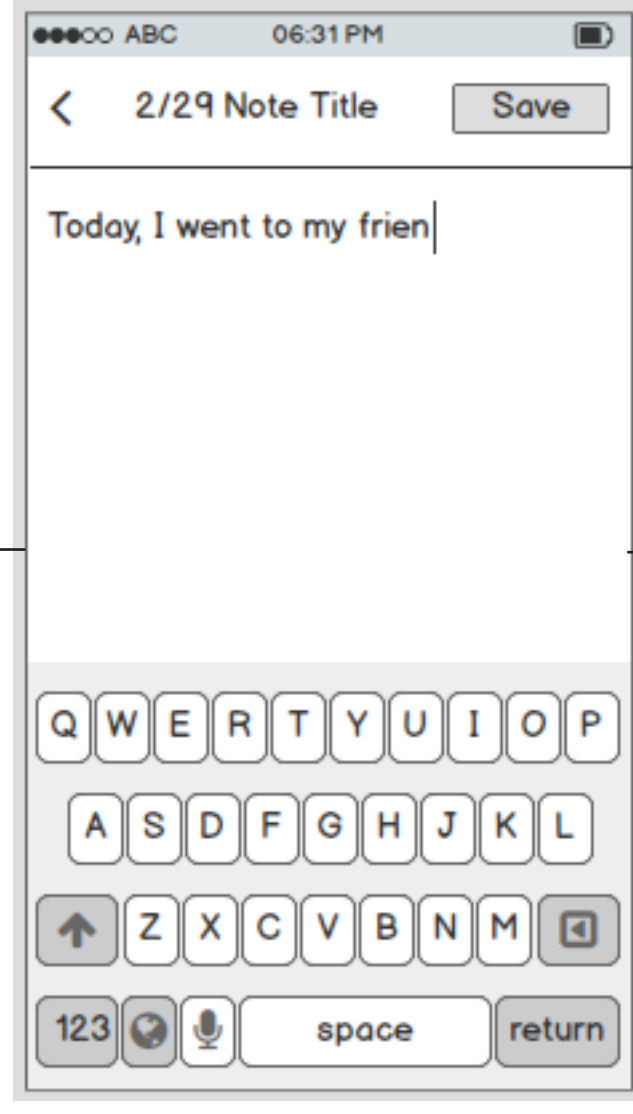 ABC 06:31 PM
2/29 Note Title Save
Today, I went to my frien
Q W E R T Y U I O P
A S D F G H J K L
Z X C V B N M
123 space return